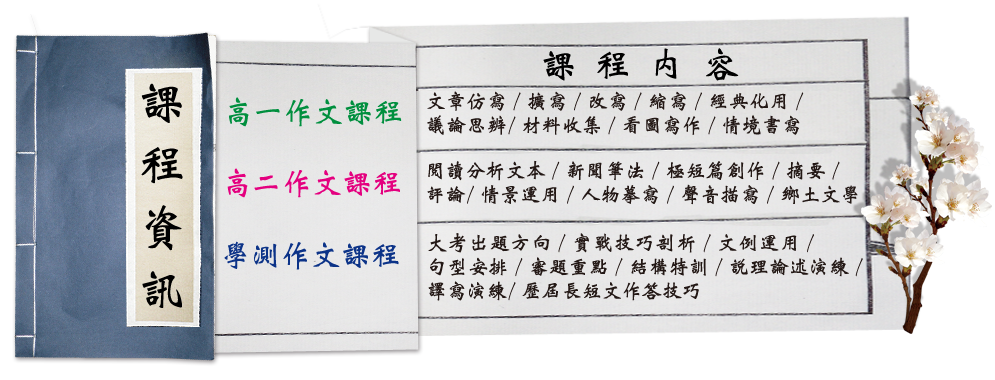 課程資訊
課程內容
高一作文課程
文章仿寫 / 擴寫 / 改寫 / 縮寫 / 經典化用 /
議論思辨/ 材料收集 / 看圖寫作 / 情境書寫
高二作文課程
閱讀分析文本 / 新聞筆法 / 極短篇創作 / 摘要 /
評論/ 情景運用 / 人物摹寫 / 聲音描寫 / 鄉土文學
學測作文課程
大考出題方向 / 實戰技巧剖析 / 文例運用 /
句型安排 / 審題重點 / 結構特訓 / 說理論述演練 /
譯寫演練/ 歷屆長短文作答技巧